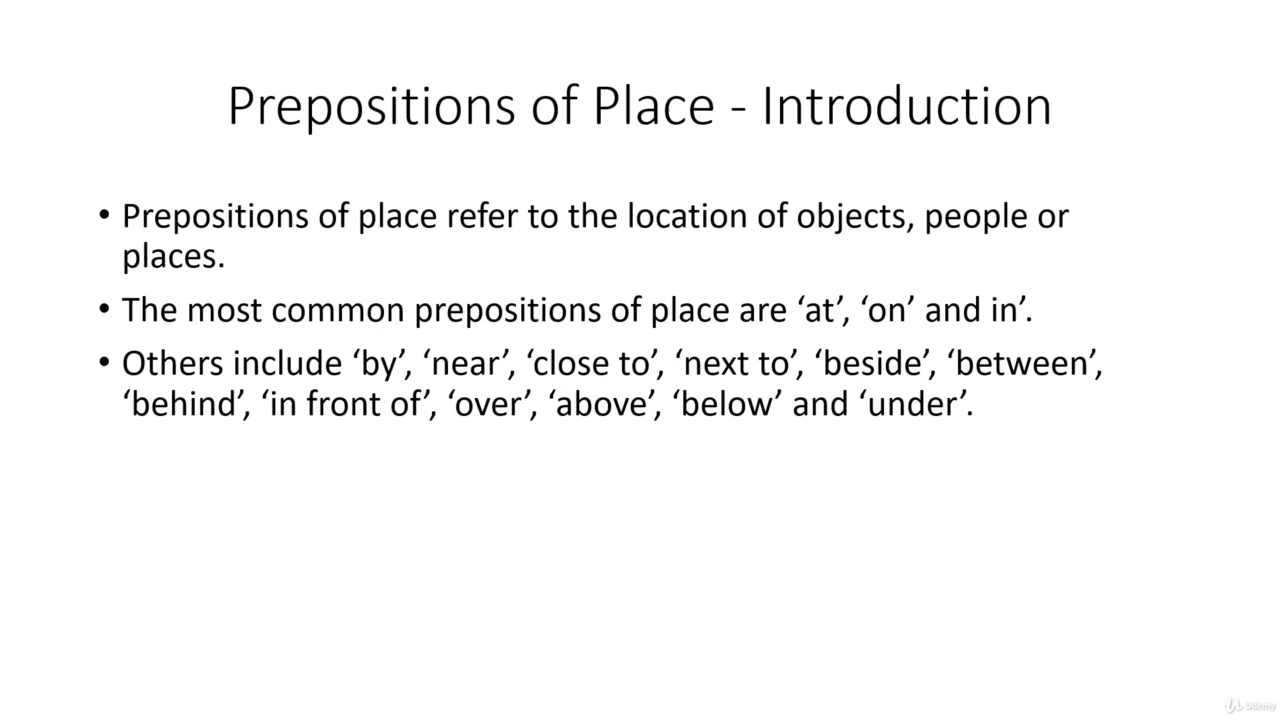 Prepositions of Place - Introduction
• Prepositions of place refer to the location of objects, people or
places.
• The most common prepositions of place are ‘at’, ‘on’ and in’.
• Others include ‘by’, ‘near’, ‘close to’, ‘next to’, ‘beside’, ‘between’,
‘behind’, ‘in front of’, ‘over’, ‘above’, ‘below’ and ‘under’.
Udemy